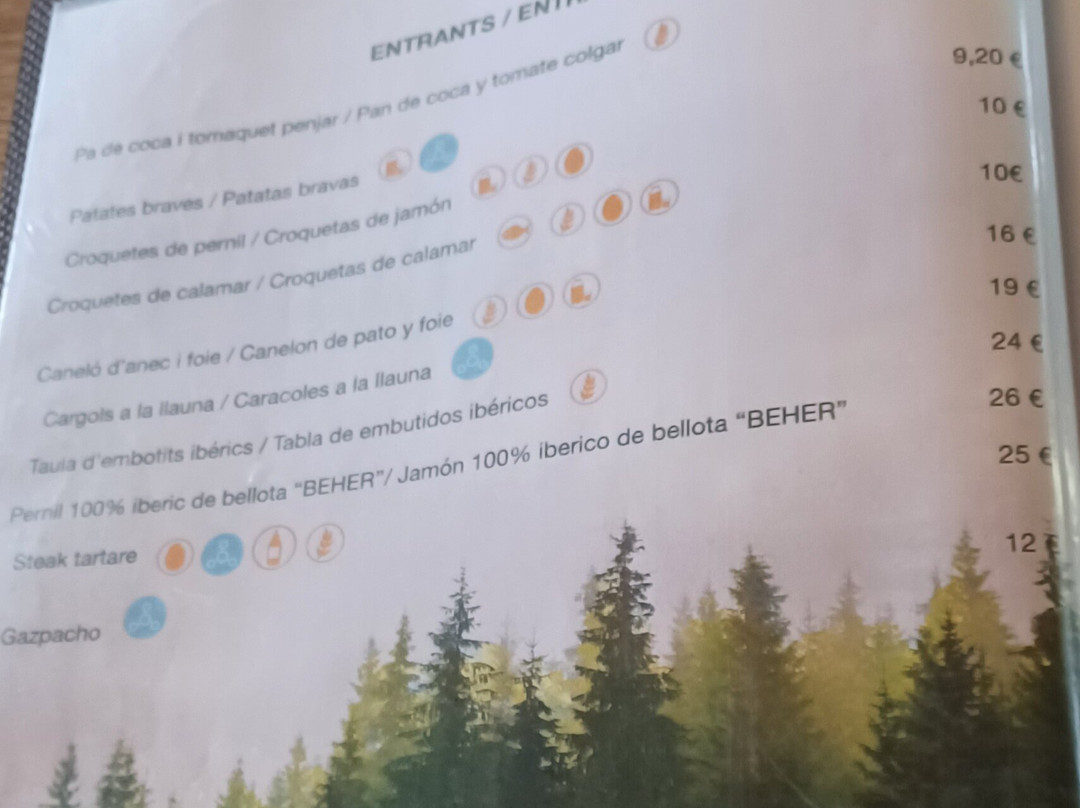 ENTRANTS /
Pa de coca i tomaquet penjar / Pan de coca y tomate colgar
9,20 €
Patates braves / Patatas bravas
10 €
Croquetes de pernil / Croquetas de jamón
10€
Croquetes de calamar / Croquetas de calamar
16 €
Caneló d'anec i foie / Canelon de pato y foie
19 €
Cargols a la llauna / Caracoles a la llauna
24 €
Taula d'embotits ibérics / Tabla de embutidos ibéricos
26 €
Pernil 100% iberic de bellota “BEHER”/ Jamón 100% iberico de bellota “BEHER”
25 €
Steak tartare
12 €
Gazpacho